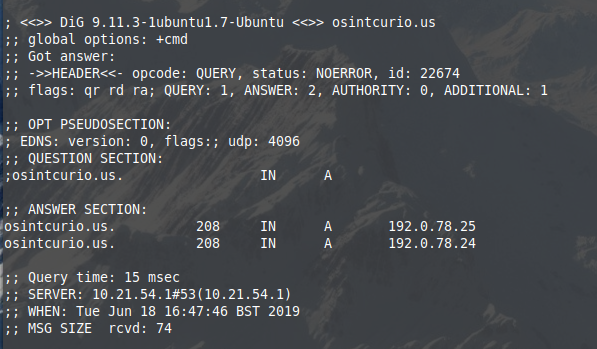 ; <<>> DiG 9.11.3-1ubuntu1.7-Ubuntu <<>> osintcurio.us
;; global options: +cmd
;; Got answer:
;; ->>HEADER<<- opcode: QUERY, status: NOERROR, id: 22674
;; flags: qr rd ra; QUERY: 1, ANSWER: 2, AUTHORITY: 0, ADDITIONAL: 1
;; OPT PSEUDOSECTION:
; EDNS: version: 0, flags:; udp: 4096
;; QUESTION SECTION:
;osintcurio.us. IN A
;; ANSWER SECTION:
osintcurio.us. 208 IN A 192.0.78.25
osintcurio.us. 208 IN A 192.0.78.24
;; Query time: 15 msec
;; SERVER: 10.21.54.1#53(10.21.54.1)
;; WHEN: Tue Jun 18 16:47:46 BST 2019
;; MSG SIZE  rcvd: 74